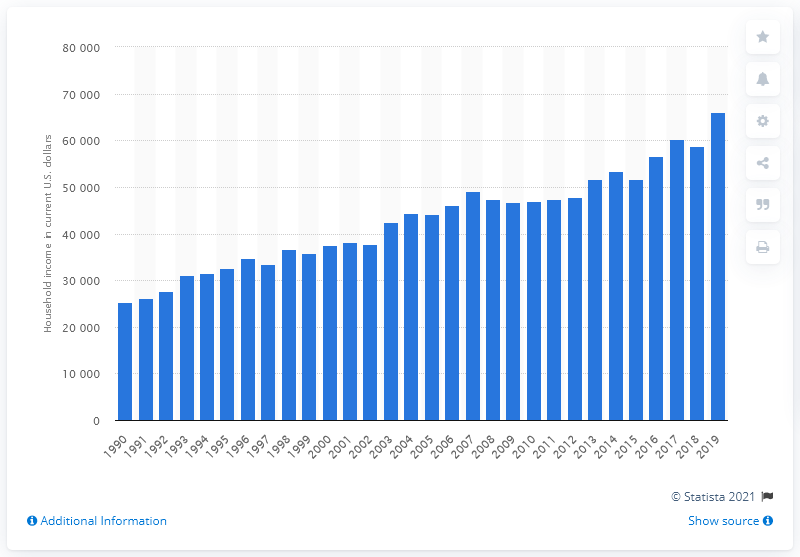 80 000
70 000
60 000
50 000
40 000
30 000
20 000
10 000
0
Household income in current U.S. dollars
1990 1991 1992 1993 1994 1995 1996 1997 1998 1999 2000 2001 2002 2003 2004 2005 2006 2007 2008 2009 2010 2011 2012 2013 2014 2015 2016 2017 2018 2019
© Statista 2021
Additional Information
Show source